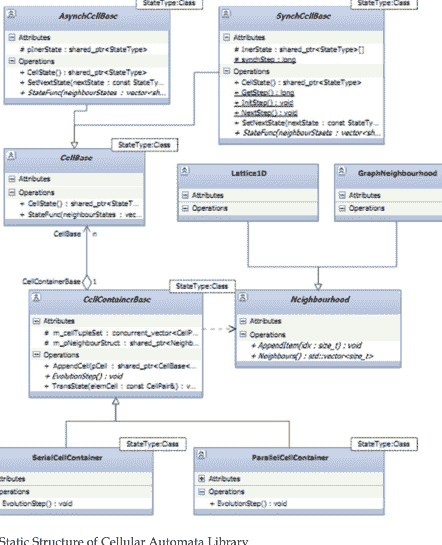 StateType:Class
AsynchCellBase
Attributes
# pInerState : shared_ptr<StateType>
Operations
+ CellState() : shared_ptr<StateType>
+ SetNextState(nextState : const StateTy...
+ StateFunc(neighbourStates : vector<sh...
StateType:Class
SynchCellBase
Attributes
# InerState : shared_ptr<StateType>[]
# synchStep : long
Operations
+ CellState() : shared_ptr<StateType>
+ GetStep() : long
+ InitStep() : void
+ NextStep() : void
+ SetNextState(nextState : const StateTy...
+ StateFunc(neighbourStaets : vector<sh...
StateType:Class
CellBase
Attributes
Operations
+ CellState() : shared_ptr<StateT...
+ StateFunc(neighbourStates : vec...
Lattice1D
Attributes
Operations
GraphNeighbourhood
Attributes
Operations
CellBase n
CellContainerBase 1
StateType:Class
CellContainerBase
Attributes
# m_cellTupleSet : concurrent_vector<CellP...
# m_pNeighbourStruct : shared_ptr<Neighb...
Operations
+ AppendCell(pCell : shared_ptr<CellBase<...
+ EvolutionStep() : void
+ TransState(elemCell : const CellPair&) : v...
Neighbourhood
Attributes
Operations
+ AppendItem(idx : size_t) : void
+ Neighbours() : std::vector<size_t>
StateType:Class
SerialCellContainer
ttributes
perations
EvolutionStep() : void
StateType:Class
ParallelCellContainer
Attributes
Operations
+ EvolutionStep() : void
Static Structure of Cellular Automata Library